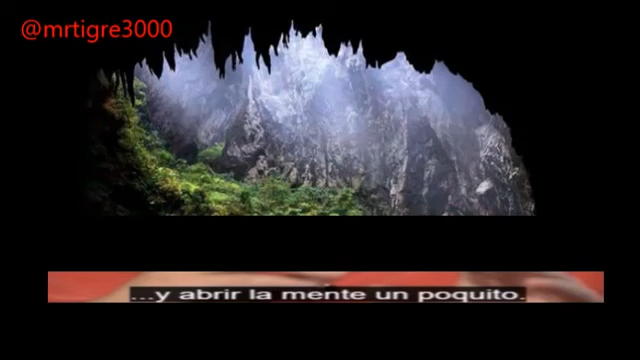 @mrtigre3000
...y abrir la mente un poquito.